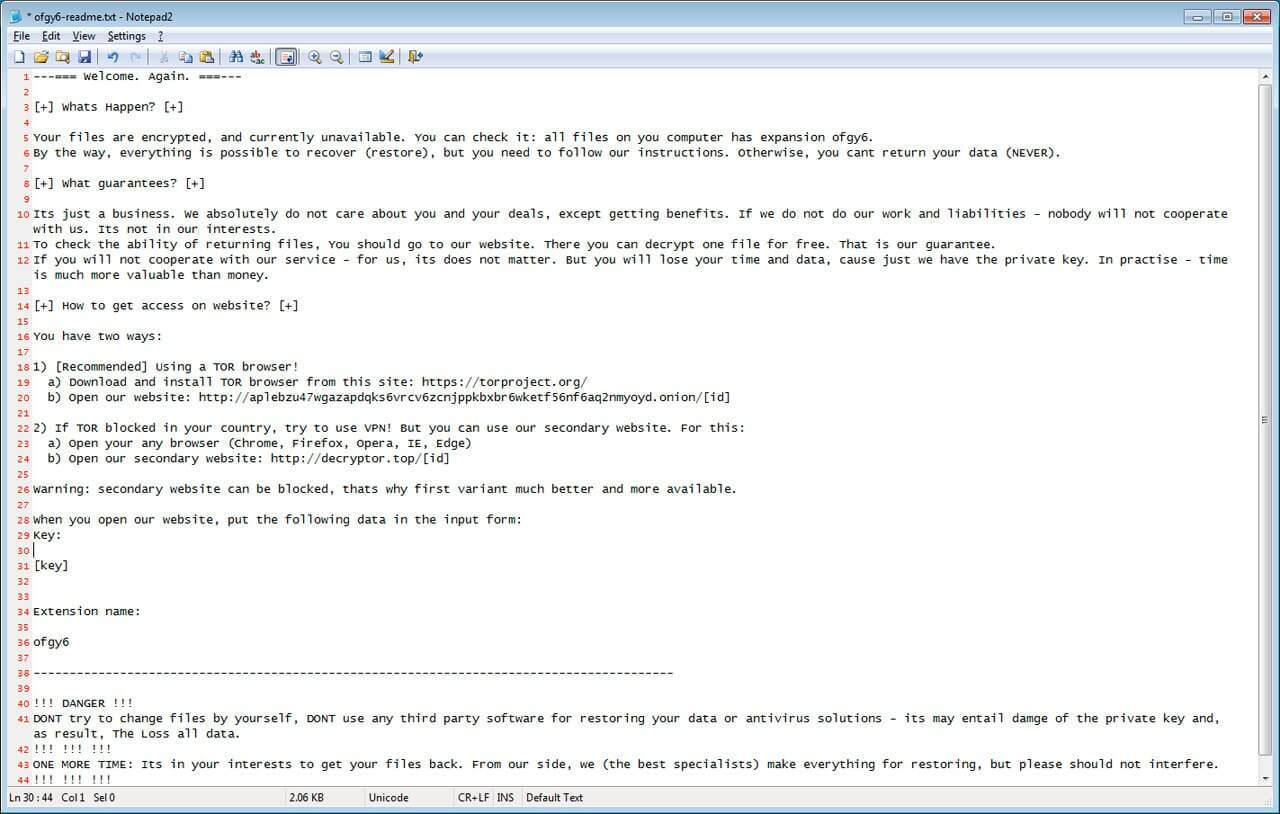 * ofgy6-readme.txt - Notepad2
File Edit View Settings ?
1 ---=== Welcome. Again. ===---
2
3 [+] Whats Happen? [+]
4
5 Your files are encrypted, and currently unavailable. You can check it: all files on you computer has expansion ofgy6.
6 By the way, everything is possible to recover (restore), but you need to follow our instructions. Otherwise, you cant return your data (NEVER).
7
8 [+] What guarantees? [+]
9
10 Its just a business. We absolutely do not care about you and your deals, except getting benefits. If we do not do our work and liabilities - nobody will not cooperate
with us. Its not in our interests.
11 To check the ability of returning files, You should go to our website. There you can decrypt one file for free. That is our guarantee.
12 If you will not cooperate with our service - for us, its does not matter. But you will lose your time and data, cause just we have the private key. In practise - time
is much more valuable than money.
13
14 [+] How to get access on website? [+]
15
16 You have two ways:
17
18 1) [Recommended] Using a TOR browser!
19 a) Download and install TOR browser from this site: https://torproject.org/
20 b) Open our website: http://aplebzu47wgazapdqks6vrcv6zcnjppkbxbr6wketf56nf6aq2nmyoyd.onion/[id]
21
22 2) If TOR blocked in your country, try to use VPN! But you can use our secondary website. For this:
23 a) Open your any browser (Chrome, Firefox, Opera, IE, Edge)
24 b) Open our secondary website: http://decryptor.top/[id]
25
26 Warning: secondary website can be blocked, thats why first variant much better and more available.
27
28 When you open our website, put the following data in the input form:
29 Key:
30
31 [key]
32
33
34 Extension name:
35
36 ofgy6
37
38 -----------------------------------------------------------------------------------------
39
40 !!! DANGER !!!
41 DONT try to change files by yourself, DONT use any third party software for restoring your data or antivirus solutions - its may entail damge of the private key and,
as result, The Loss all data.
42 !!! !!! !!!
43 ONE MORE TIME: Its in your interests to get your files back. From our side, we (the best specialists) make everything for restoring, but please should not interfere.
44 !!! !!! !!!
Ln 30 : 44 Col 1 Sel 0 2.06 KB Unicode CR+LF INS Default Text